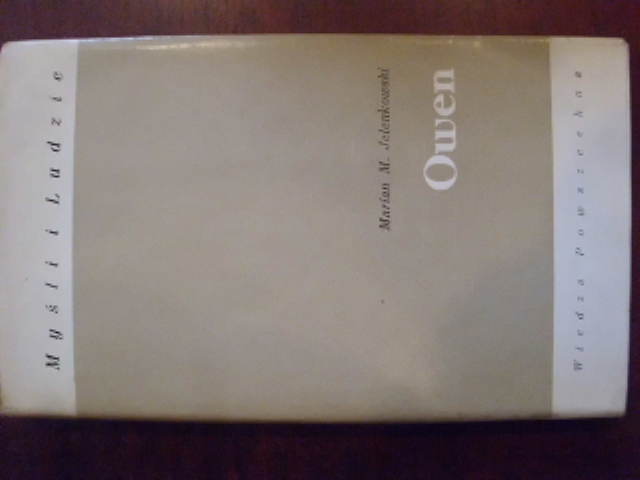 Myśli i Ludzie
Marian M. Jelenkowski
Owen
Wiedza powszechna